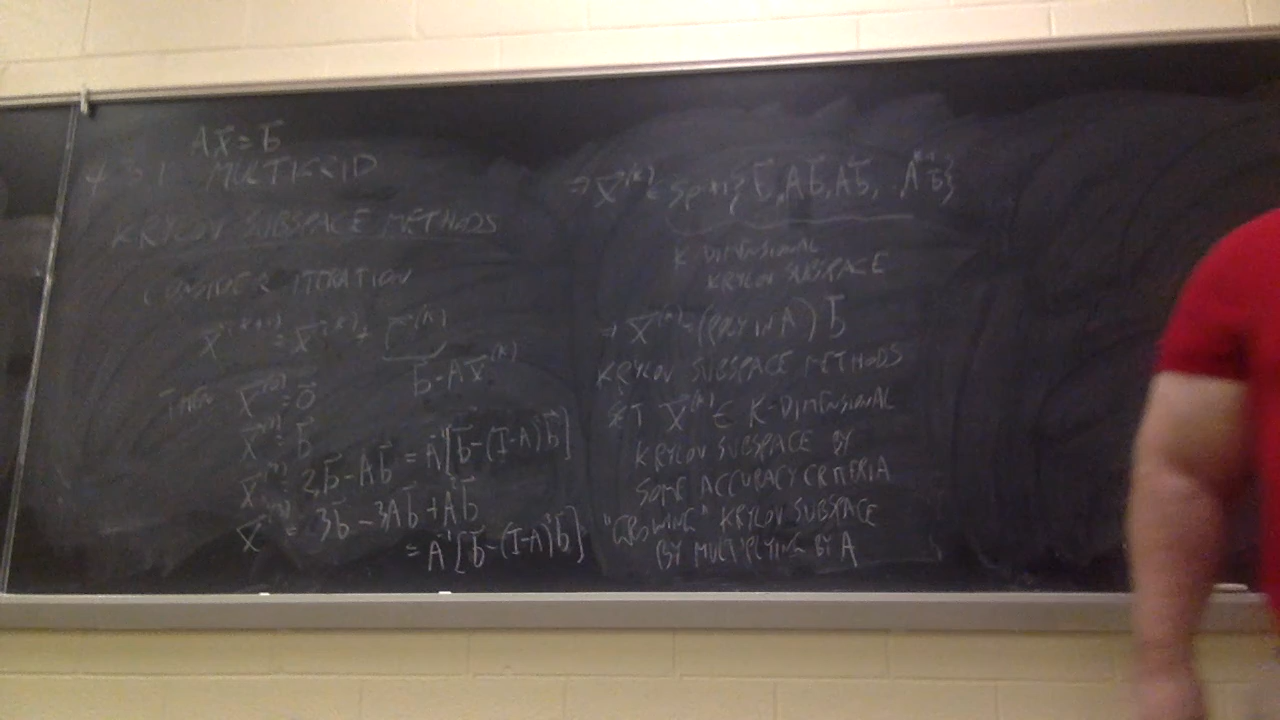 Ax⃗ = b⃗
4.3.1 MULTIGRID
KRYLOV SUBSPACE METHODS
CONSIDER ITERATION
x⃗^(k+1) = x⃗^(k) + r⃗^(k)
b⃗ - Ax⃗^(k)
THEN x⃗^(0) = 0⃗
x⃗^(1) = b⃗
x⃗^(2) = 2b⃗ - Ab⃗ = A^-1[b⃗ - (I-A)^2 b⃗]
x⃗^(3) = 3b⃗ - 3Ab⃗ + A^2 b⃗
= A^-1[b⃗ - (I-A)^3 b⃗]
⇒ x⃗^(k) ∈ span{b⃗, Ab⃗, A^2 b⃗, ... A^k-1 b⃗}
K-DIMENSIONAL
KRYLOV SUBSPACE
⇒ x⃗^(k) = (POLY IN A) b⃗
KRYLOV SUBSPACE METHODS
x⃗^(k) ∈ K-DIMENSIONAL
KRYLOV SUBSPACE BY
SOME ACCURACY CRITERIA
"GROWING" KRYLOV SUBSPACE
BY MULTIPLYING BY A